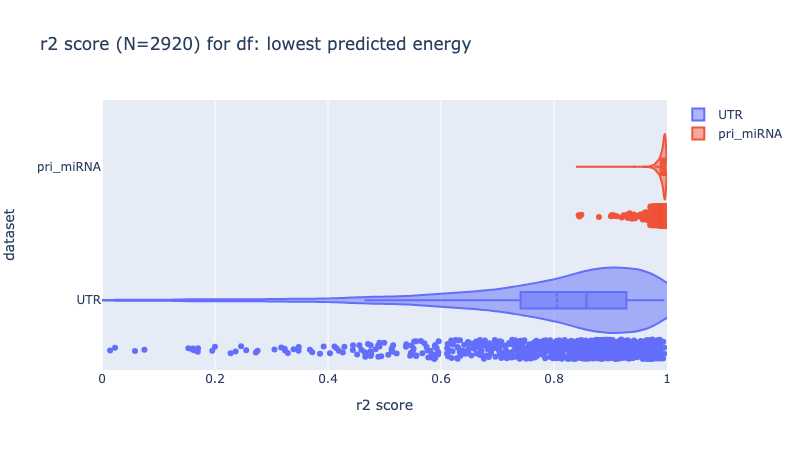 r2 score (N=2920) for df: lowest predicted energy
UTR
pri_miRNA
pri_miRNA
dataset
UTR
0
0.2
0.4
0.6
0.8
1
r2 score